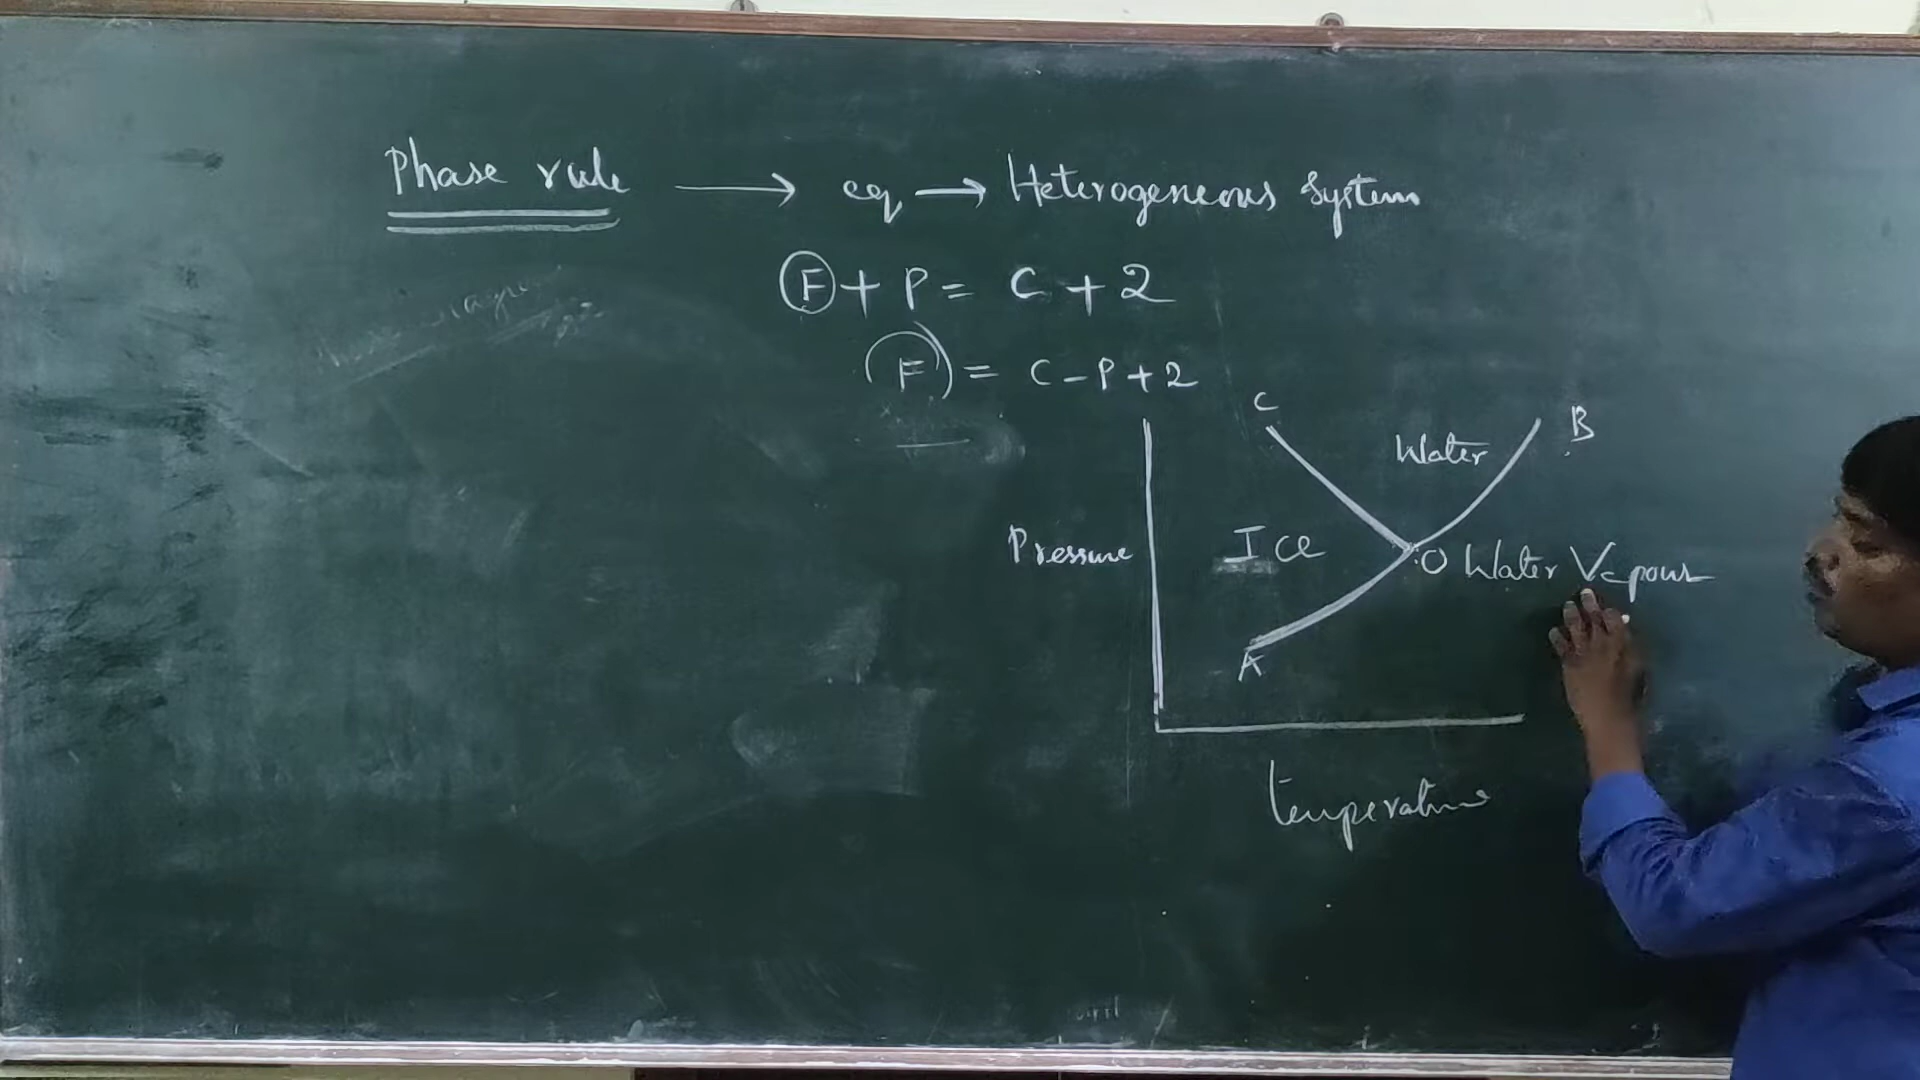 Phase rule → eq → Heterogeneous System
F + P = C + 2
F = C - P + 2
C
B
Water
Pressure
Ice
O Water Vapour
A
temperature